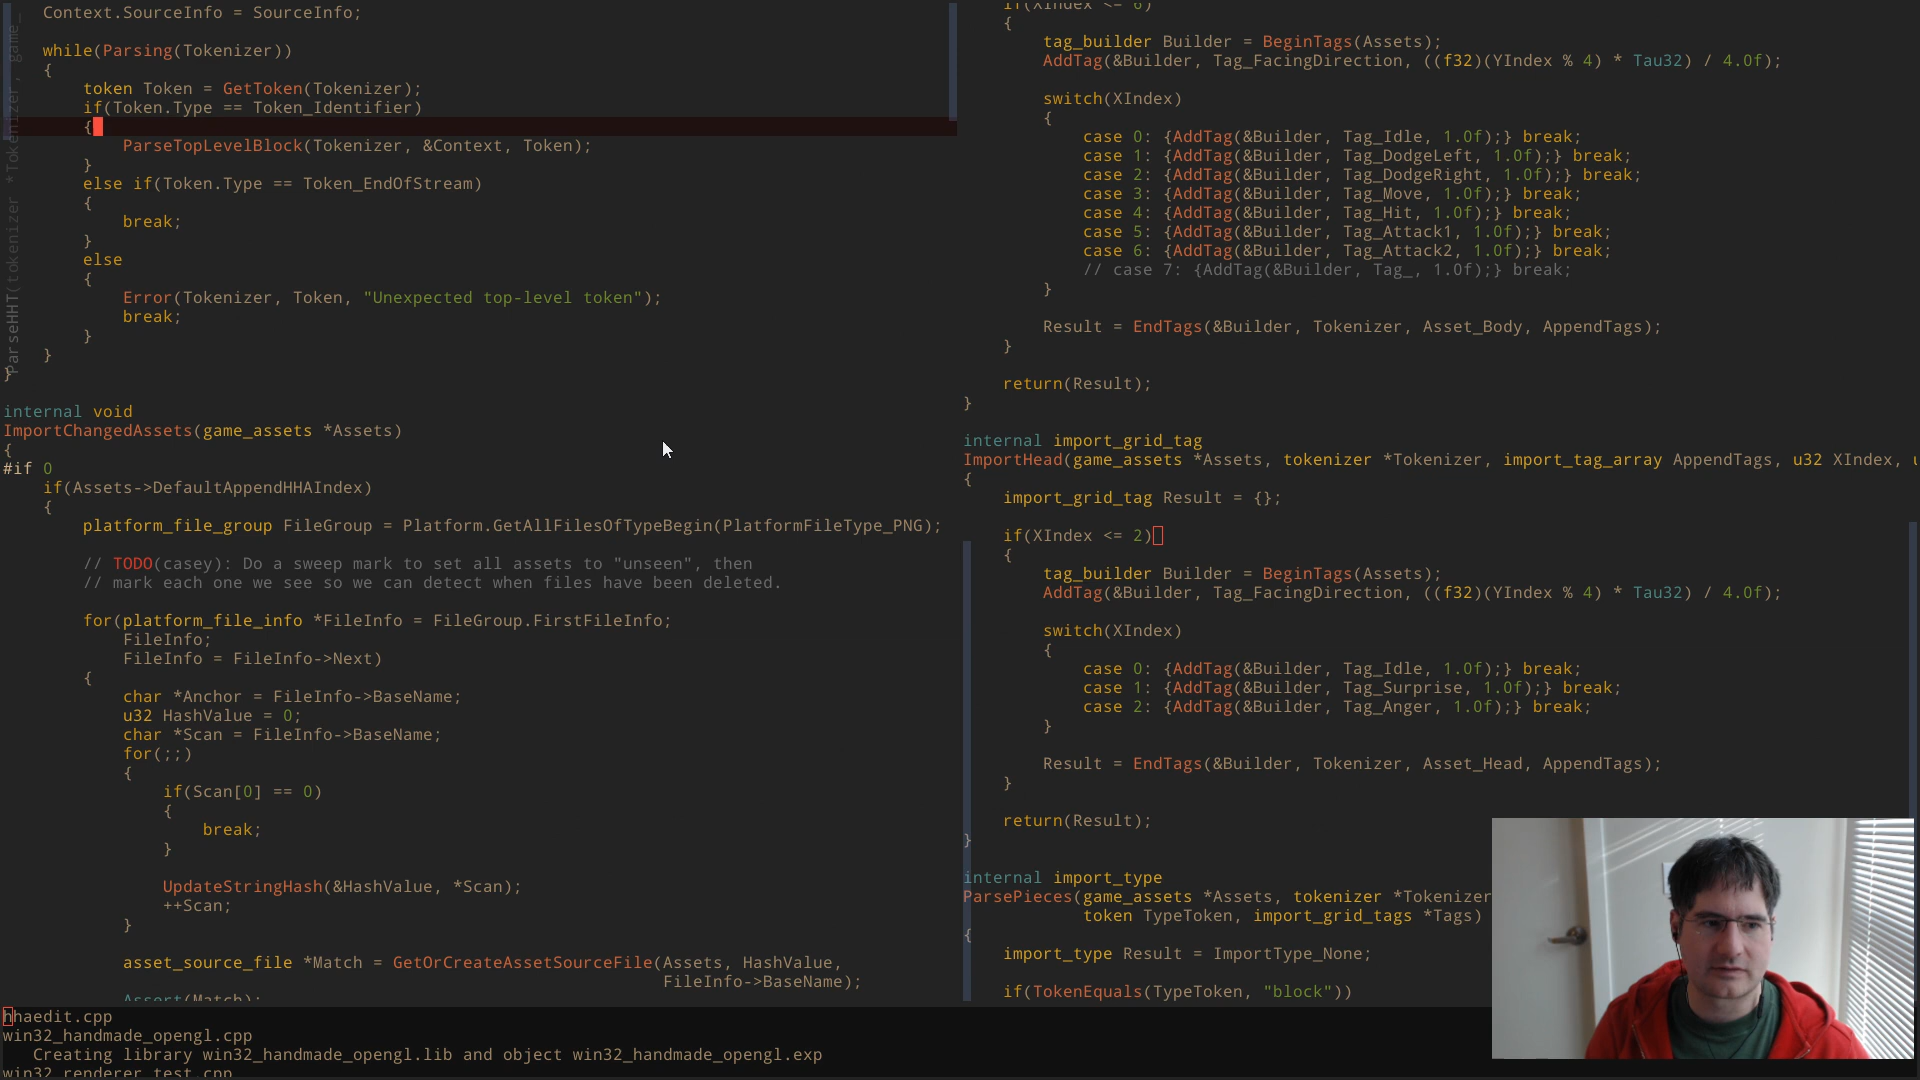 Context.SourceInfo = SourceInfo;
while(Parsing(Tokenizer))
{
token Token = GetToken(Tokenizer);
if(Token.Type == Token_Identifier)
{
ParseTopLevelBlock(Tokenizer, &Context, Token);
}
else if(Token.Type == Token_EndOfStream)
{
break;
}
else
{
Error(Tokenizer, Token, "Unexpected top-level token");
break;
}
}
}
ParseHHT(tokenizer *Tokenizer, game_
internal void
ImportChangedAssets(game_assets *Assets)
{
#if 0
if(Assets->DefaultAppendHHAIndex)
{
platform_file_group FileGroup = Platform.GetAllFilesOfTypeBegin(PlatformFileType_PNG);
// TODO(casey): Do a sweep mark to set all assets to "unseen", then
// mark each one we see so we can detect when files have been deleted.
for(platform_file_info *FileInfo = FileGroup.FirstFileInfo;
FileInfo;
FileInfo = FileInfo->Next)
{
char *Anchor = FileInfo->BaseName;
u32 HashValue = 0;
char *Scan = FileInfo->BaseName;
for(;;)
{
if(Scan[0] == 0)
{
break;
}
UpdateStringHash(&HashValue, *Scan);
++Scan;
}
asset_source_file *Match = GetOrCreateAssetSourceFile(Assets, HashValue,
FileInfo->BaseName);
Assert(Match);
if(XIndex <= 6)
{
tag_builder Builder = BeginTags(Assets);
AddTag(&Builder, Tag_FacingDirection, ((f32)(YIndex % 4) * Tau32) / 4.0f);
switch(XIndex)
{
case 0: {AddTag(&Builder, Tag_Idle, 1.0f);} break;
case 1: {AddTag(&Builder, Tag_DodgeLeft, 1.0f);} break;
case 2: {AddTag(&Builder, Tag_DodgeRight, 1.0f);} break;
case 3: {AddTag(&Builder, Tag_Move, 1.0f);} break;
case 4: {AddTag(&Builder, Tag_Hit, 1.0f);} break;
case 5: {AddTag(&Builder, Tag_Attack1, 1.0f);} break;
case 6: {AddTag(&Builder, Tag_Attack2, 1.0f);} break;
// case 7: {AddTag(&Builder, Tag_, 1.0f);} break;
}
Result = EndTags(&Builder, Tokenizer, Asset_Body, AppendTags);
}
return(Result);
}
internal import_grid_tag
ImportHead(game_assets *Assets, tokenizer *Tokenizer, import_tag_array AppendTags, u32 XIndex, u
{
import_grid_tag Result = {};
if(XIndex <= 2)
{
tag_builder Builder = BeginTags(Assets);
AddTag(&Builder, Tag_FacingDirection, ((f32)(YIndex % 4) * Tau32) / 4.0f);
switch(XIndex)
{
case 0: {AddTag(&Builder, Tag_Idle, 1.0f);} break;
case 1: {AddTag(&Builder, Tag_Surprise, 1.0f);} break;
case 2: {AddTag(&Builder, Tag_Anger, 1.0f);} break;
}
Result = EndTags(&Builder, Tokenizer, Asset_Head, AppendTags);
}
return(Result);
}
internal import_type
ParsePieces(game_assets *Assets, tokenizer *Tokenizer
token TypeToken, import_grid_tags *Tags)
{
import_type Result = ImportType_None;
if(TokenEquals(TypeToken, "block"))
hhaedit.cpp
win32_handmade_opengl.cpp
Creating library win32_handmade_opengl.lib and object win32_handmade_opengl.exp
win32_renderer_test.cpp